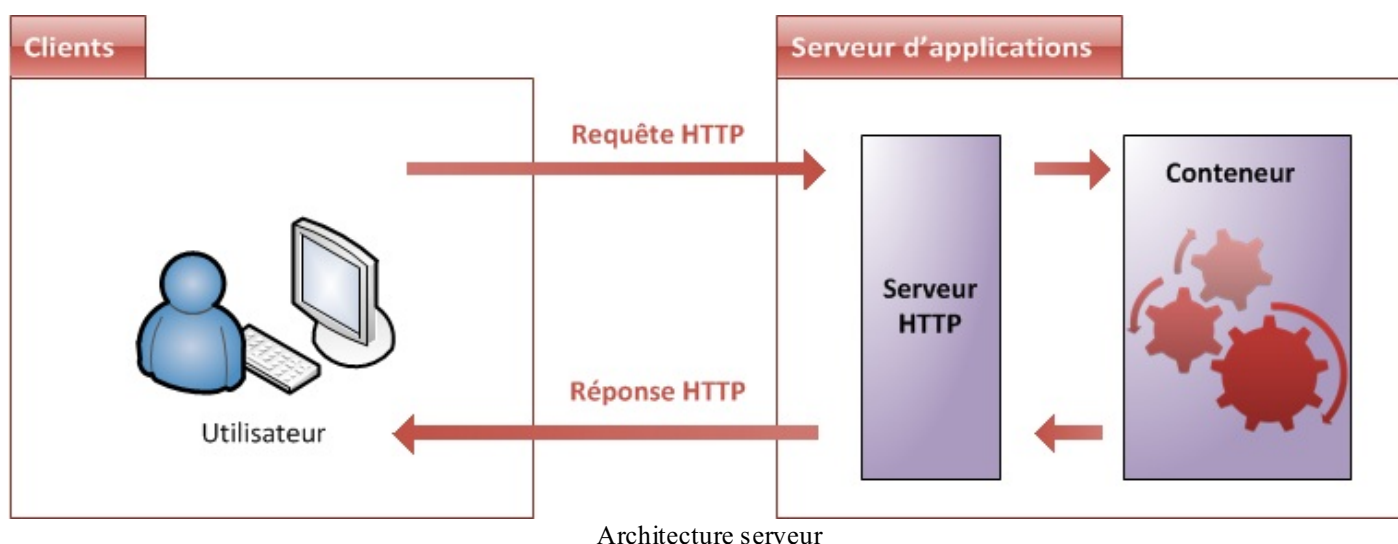 Clients
Serveur d'applications
Requête HTTP
Conteneur
Serveur
HTTP
Réponse HTTP
Utilisateur
Architecture serveur